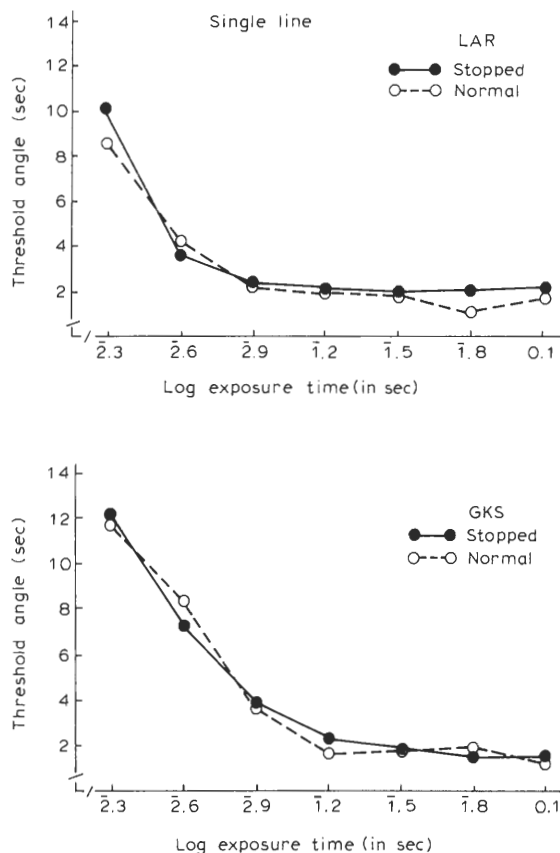 Single line
LAR
Stopped
Normal
14
12
10
8
6
4
2
Threshold angle (sec)
2̅.3 2̅.6 2̅.9 1̅.2 1̅.5 1̅.8 0.1
Log exposure time (in sec)
GKS
Stopped
Normal
14
12
10
8
6
4
2
Threshold angle (sec)
2̅.3 2̅.6 2̅.9 1̅.2 1̅.5 1̅.8 0.1
Log exposure time (in sec)